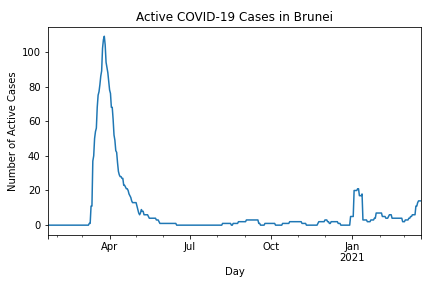 Active COVID-19 Cases in Brunei
Number of Active Cases
100
80
60
40
20
0
Apr
Jul
Oct
Jan
2021
Day